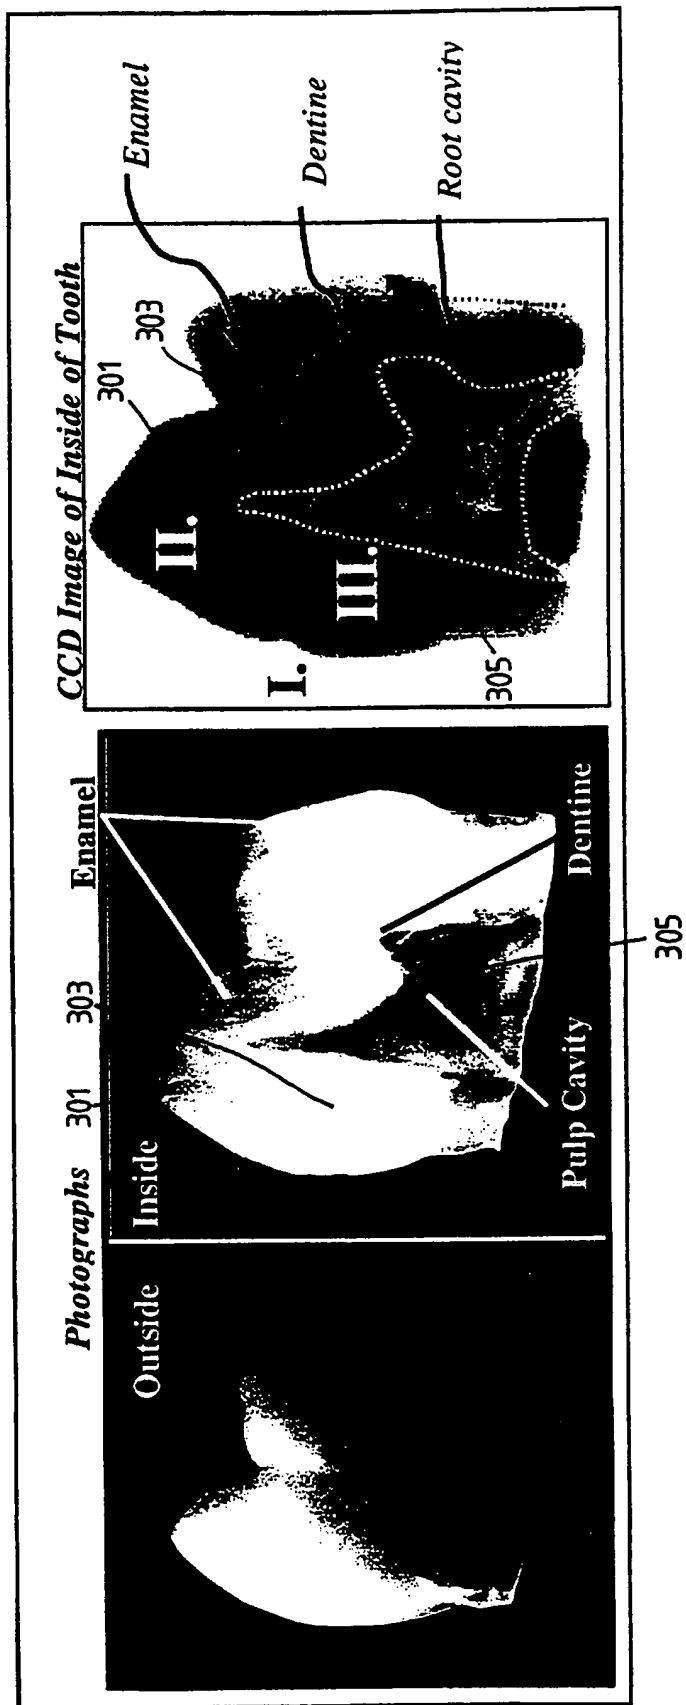 Photographs
301
303
Enamel
Outside
Inside
Pulp Cavity
Dentine
305
CCD Image of Inside of Tooth
301
303
I.
II.
III.
305
Enamel
Dentine
Root cavity